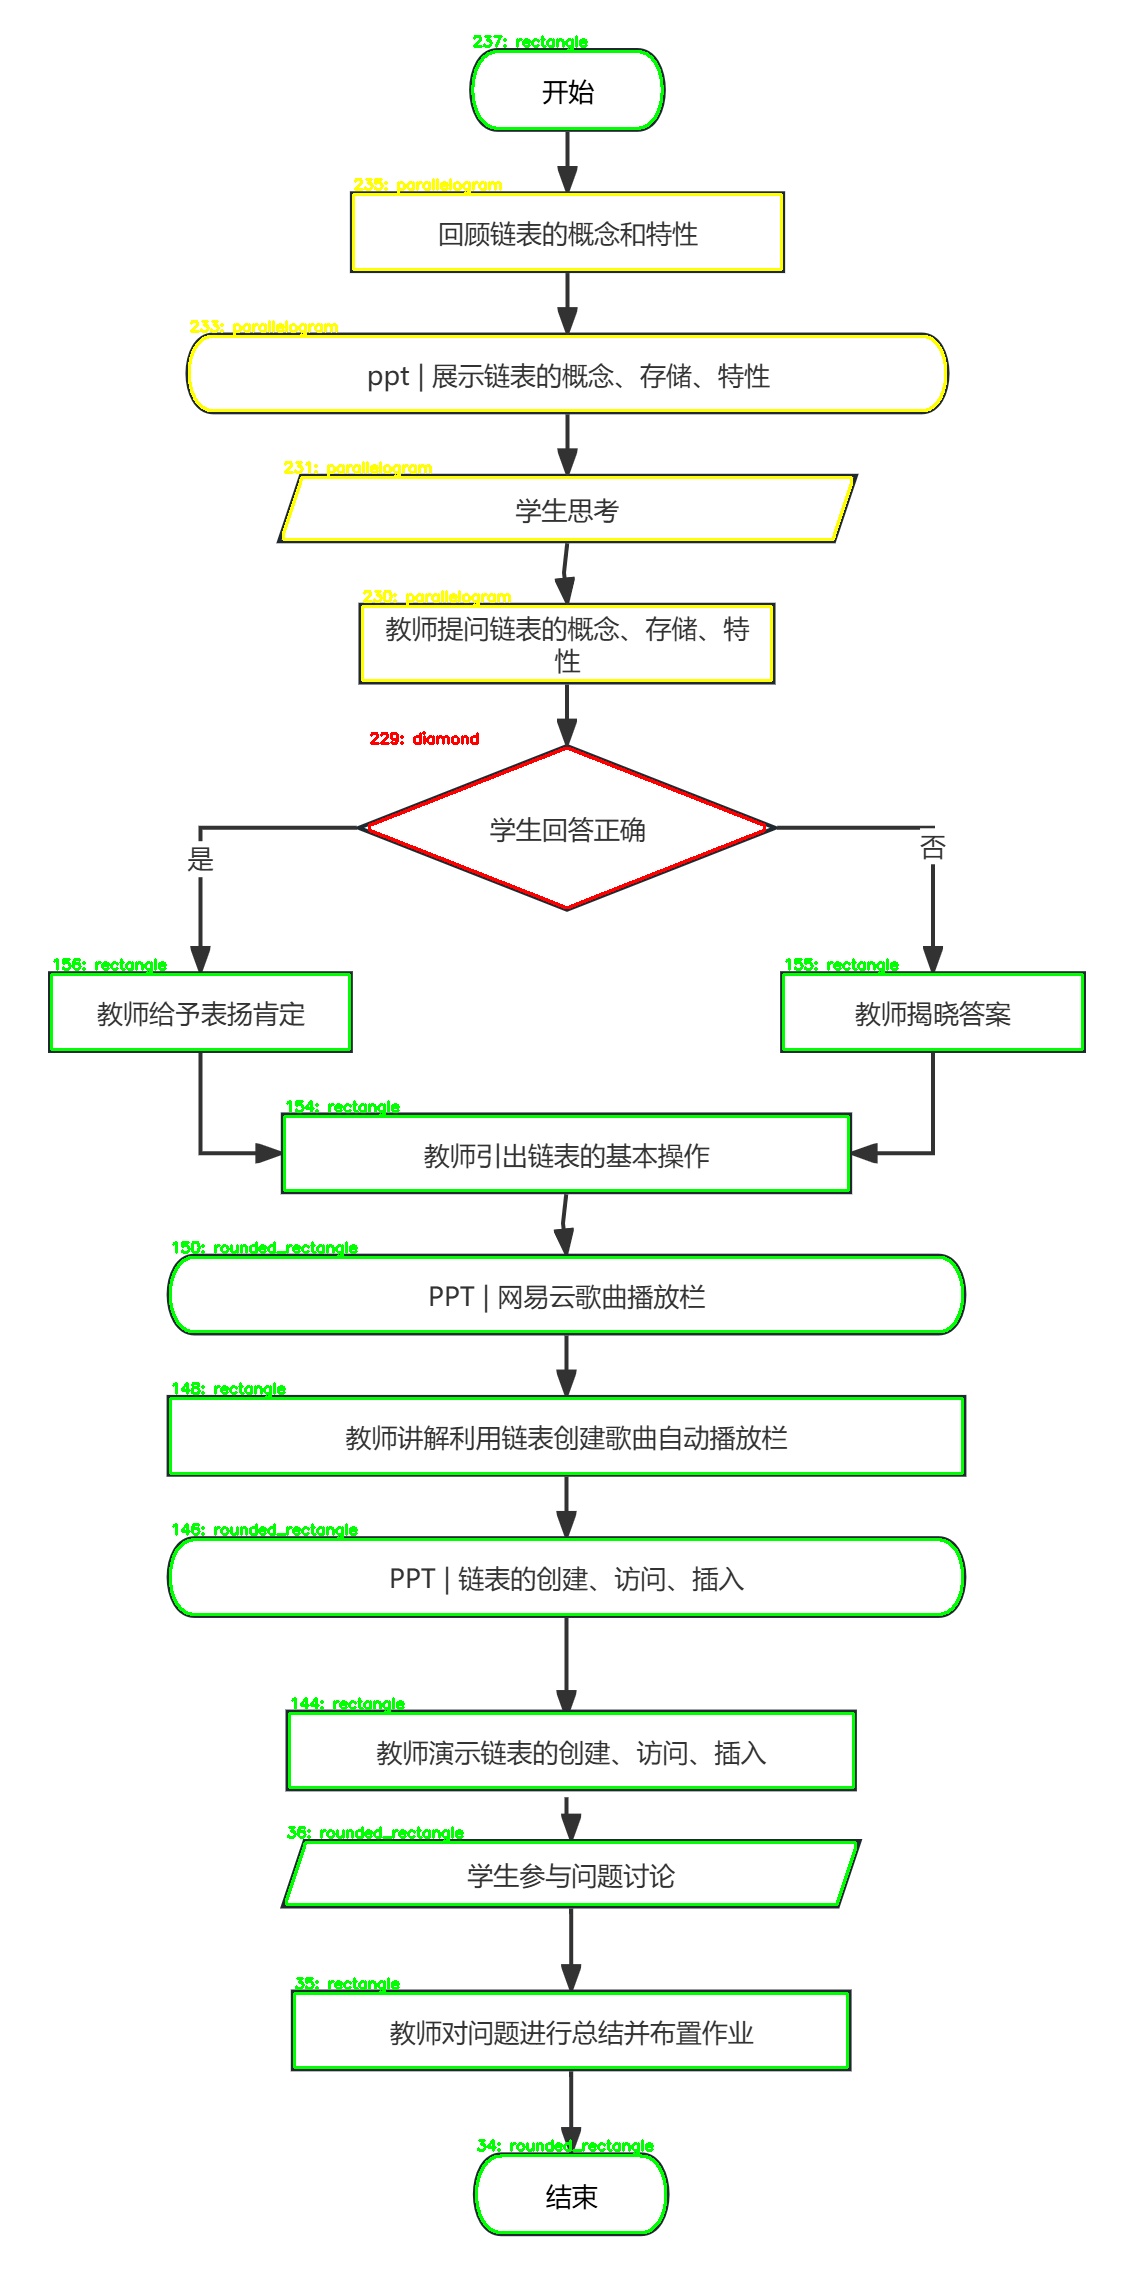 237: rectangle
开始
235: parallelogram
回顾链表的概念和特性
233: parallelogram
ppt | 展示链表的概念、存储、特性
231: parallelogram
学生思考
230: parallelogram
教师提问链表的概念、存储、特
性
229: diamond
学生回答正确
是
否
156: rectangle
教师给予表扬肯定
155: rectangle
教师揭晓答案
154: rectangle
教师引出链表的基本操作
150: rounded_rectangle
PPT | 网易云歌曲播放栏
148: rectangle
教师讲解利用链表创建歌曲自动播放栏
146: rounded_rectangle
PPT | 链表的创建、访问、插入
144: rectangle
教师演示链表的创建、访问、插入
36: rounded_rectangle
学生参与问题讨论
35: rectangle
教师对问题进行总结并布置作业
34: rounded_rectangle
结束